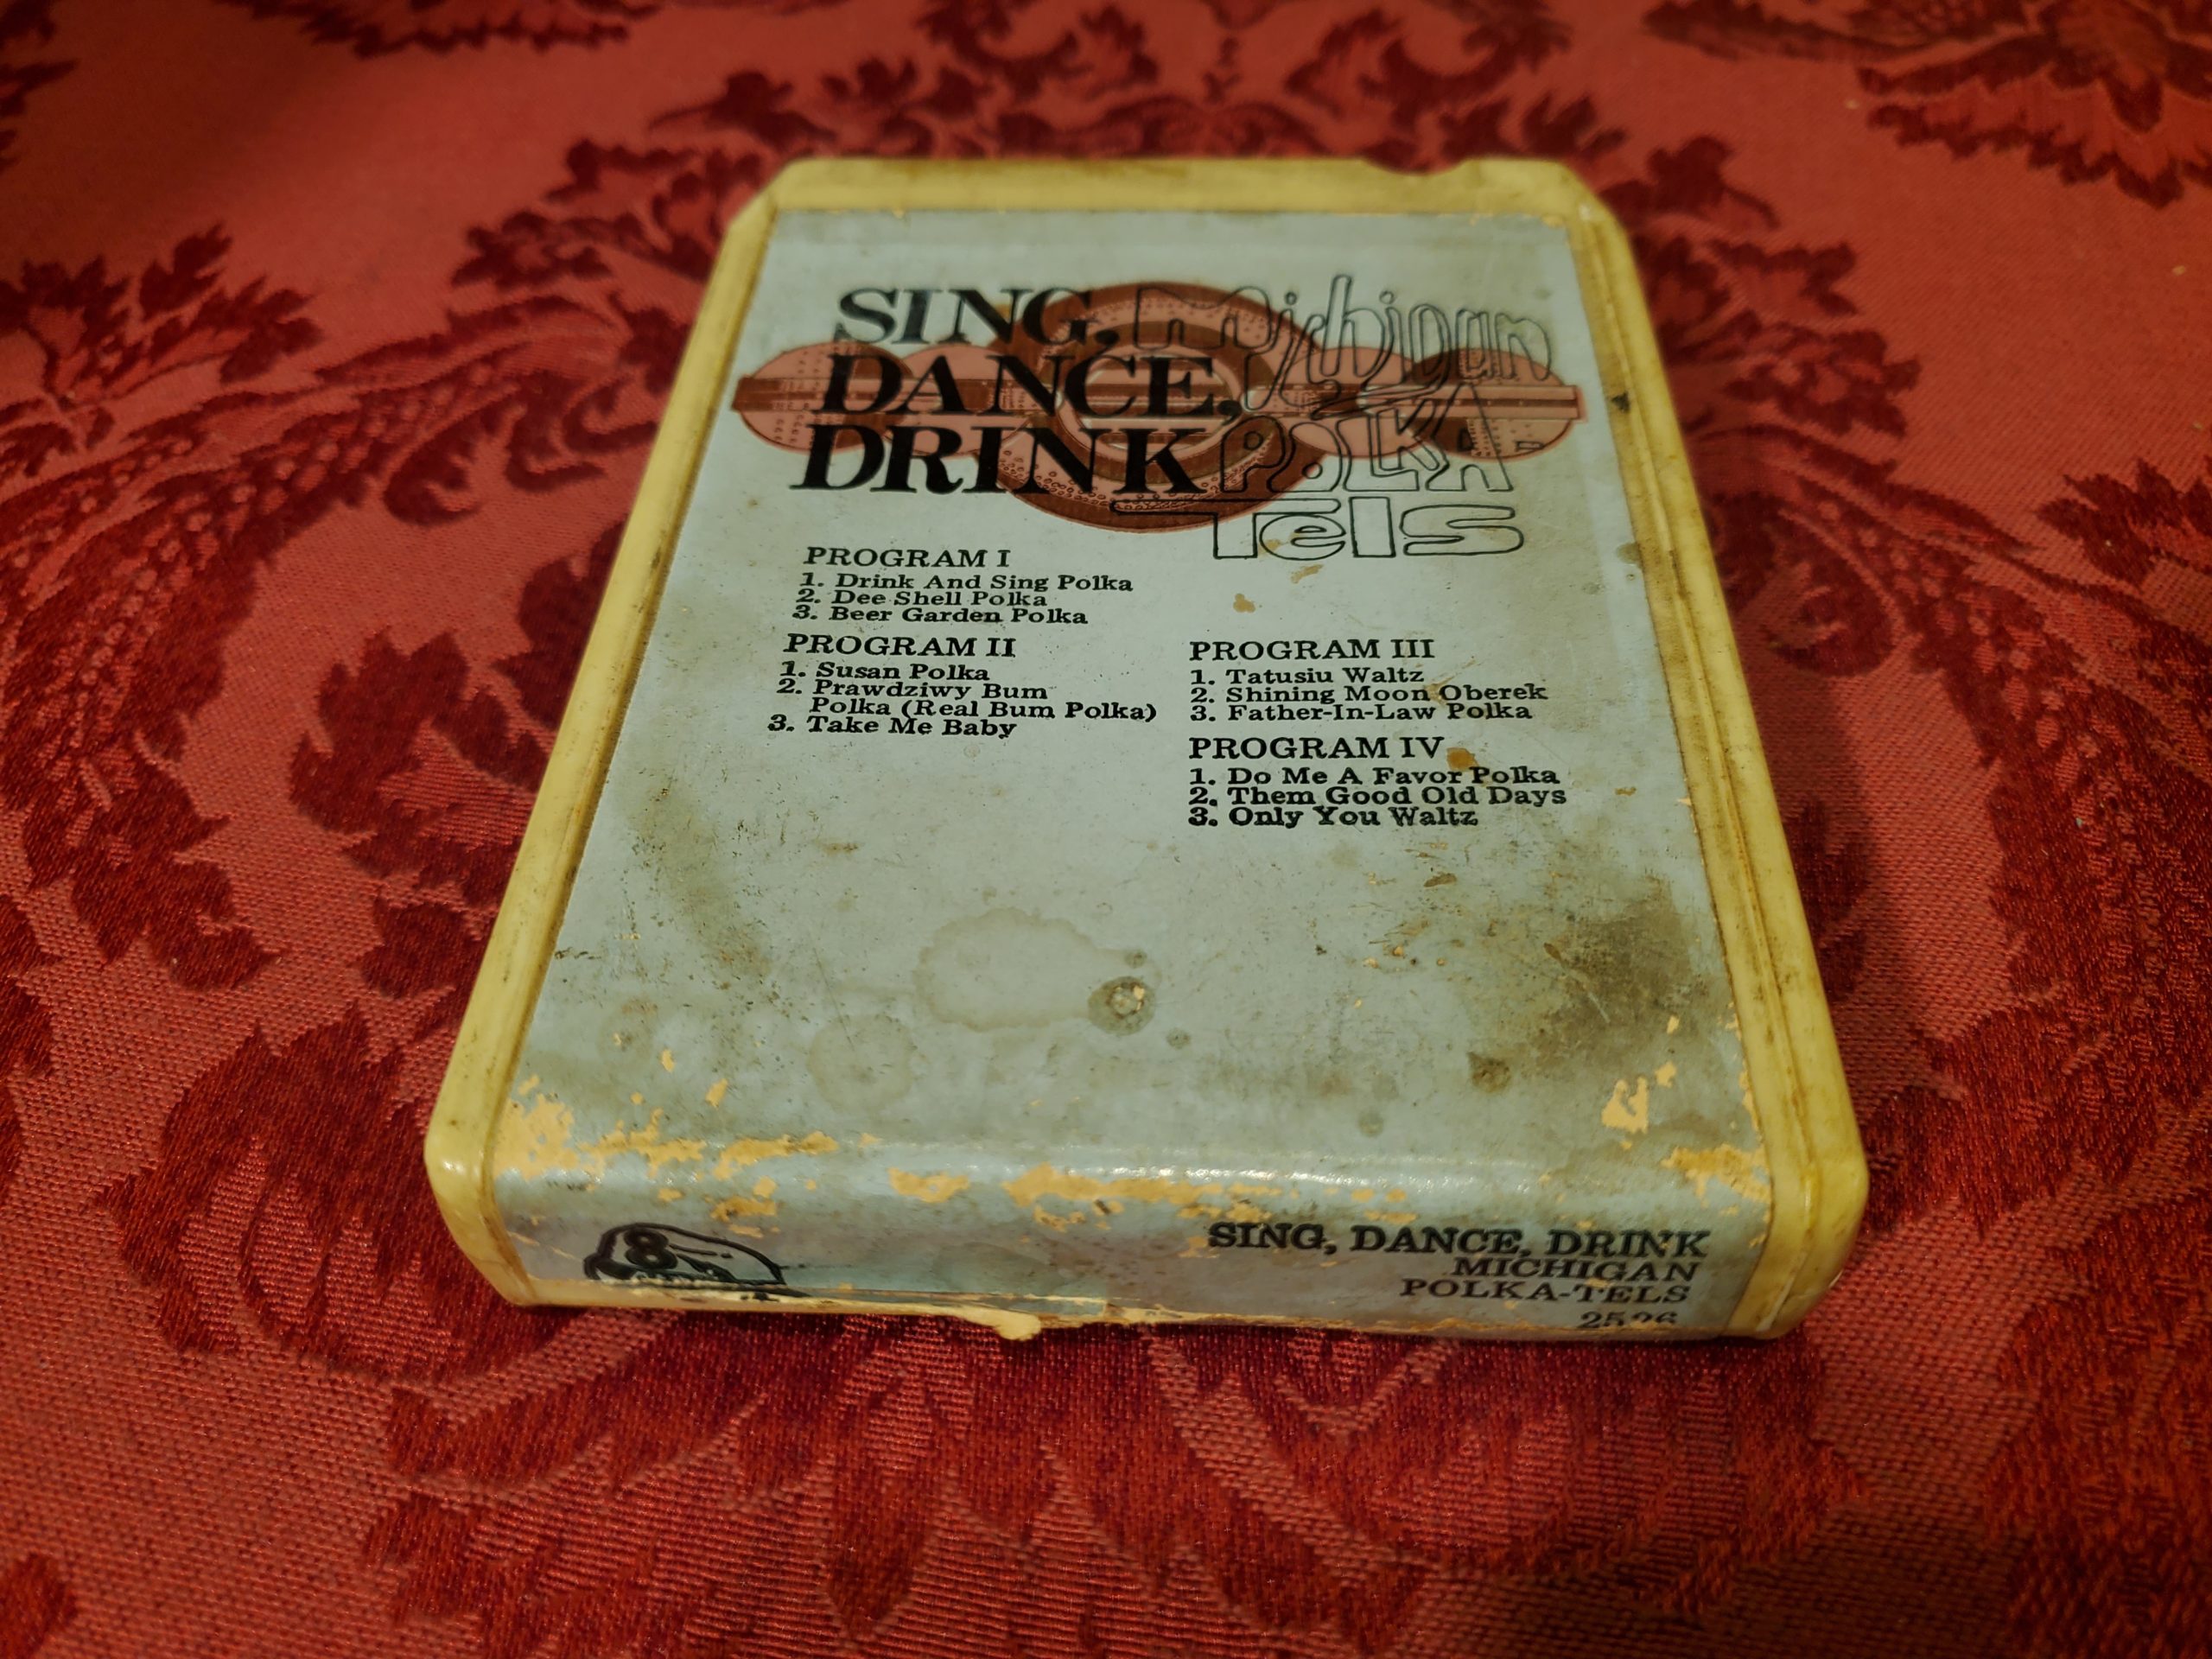 SING,
DANCE,
DRINK
Michigan
POLKA
Tels
PROGRAM I
1. Drink And Sing Polka
2. Dee Shell Polka
3. Beer Garden Polka
PROGRAM II
1. Susan Polka
2. Prawdziwy Bum
Polka (Real Bum Polka)
3. Take Me Baby
PROGRAM III
1. Tatusiu Waltz
2. Shining Moon Oberek
3. Father-In-Law Polka
PROGRAM IV
1. Do Me A Favor Polka
2. Them Good Old Days
3. Only You Waltz
8
SING, DANCE, DRINK
MICHIGAN
POLKA-TELS